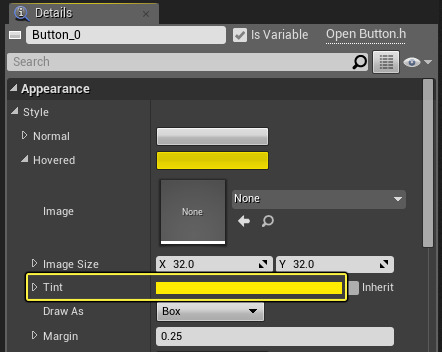 Details
Button_0 Is Variable Open Button.h
Search
Appearance
Style
Normal
Hovered
Image None None
Image Size X 32.0 Y 32.0
Tint Inherit
Draw As Box
Margin 0.25